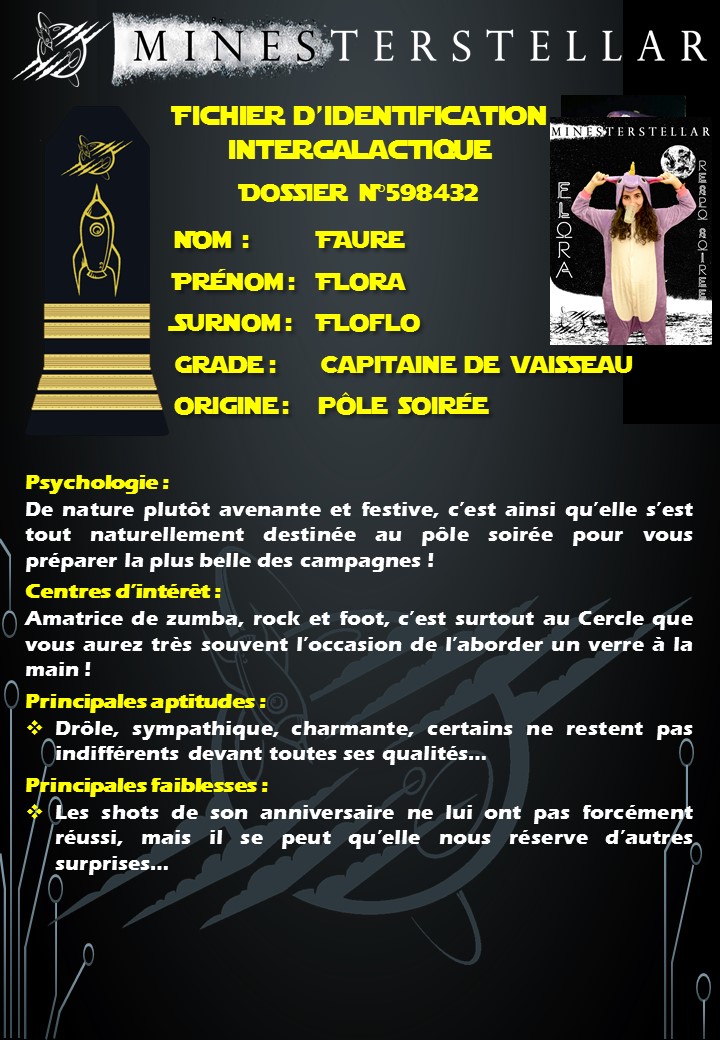 MINESTERSTELLAR
FICHIER D'IDENTIFICATION
INTERGALACTIQUE
DOSSIER N°598432
NOM : FAURE
PRÉNOM : FLORA
SURNOM : FLOFLO
GRADE : CAPITAINE DE VAISSEAU
ORIGINE : PÔLE SOIRÉE
MINESTERSTELLAR
FLORA
RESPO SOIREE
Psychologie :
De nature plutôt avenante et festive, c'est ainsi qu'elle s'est
tout naturellement destinée au pôle soirée pour vous
préparer la plus belle des campagnes !
Centres d'intérêt :
Amatrice de zumba, rock et foot, c'est surtout au Cercle que
vous aurez très souvent l'occasion de l'aborder un verre à la
main !
Principales aptitudes :
❖ Drôle, sympathique, charmante, certains ne restent pas
indifférents devant toutes ses qualités...
Principales faiblesses :
❖ Les shots de son anniversaire ne lui ont pas forcément
réussi, mais il se peut qu'elle nous réserve d'autres
surprises...